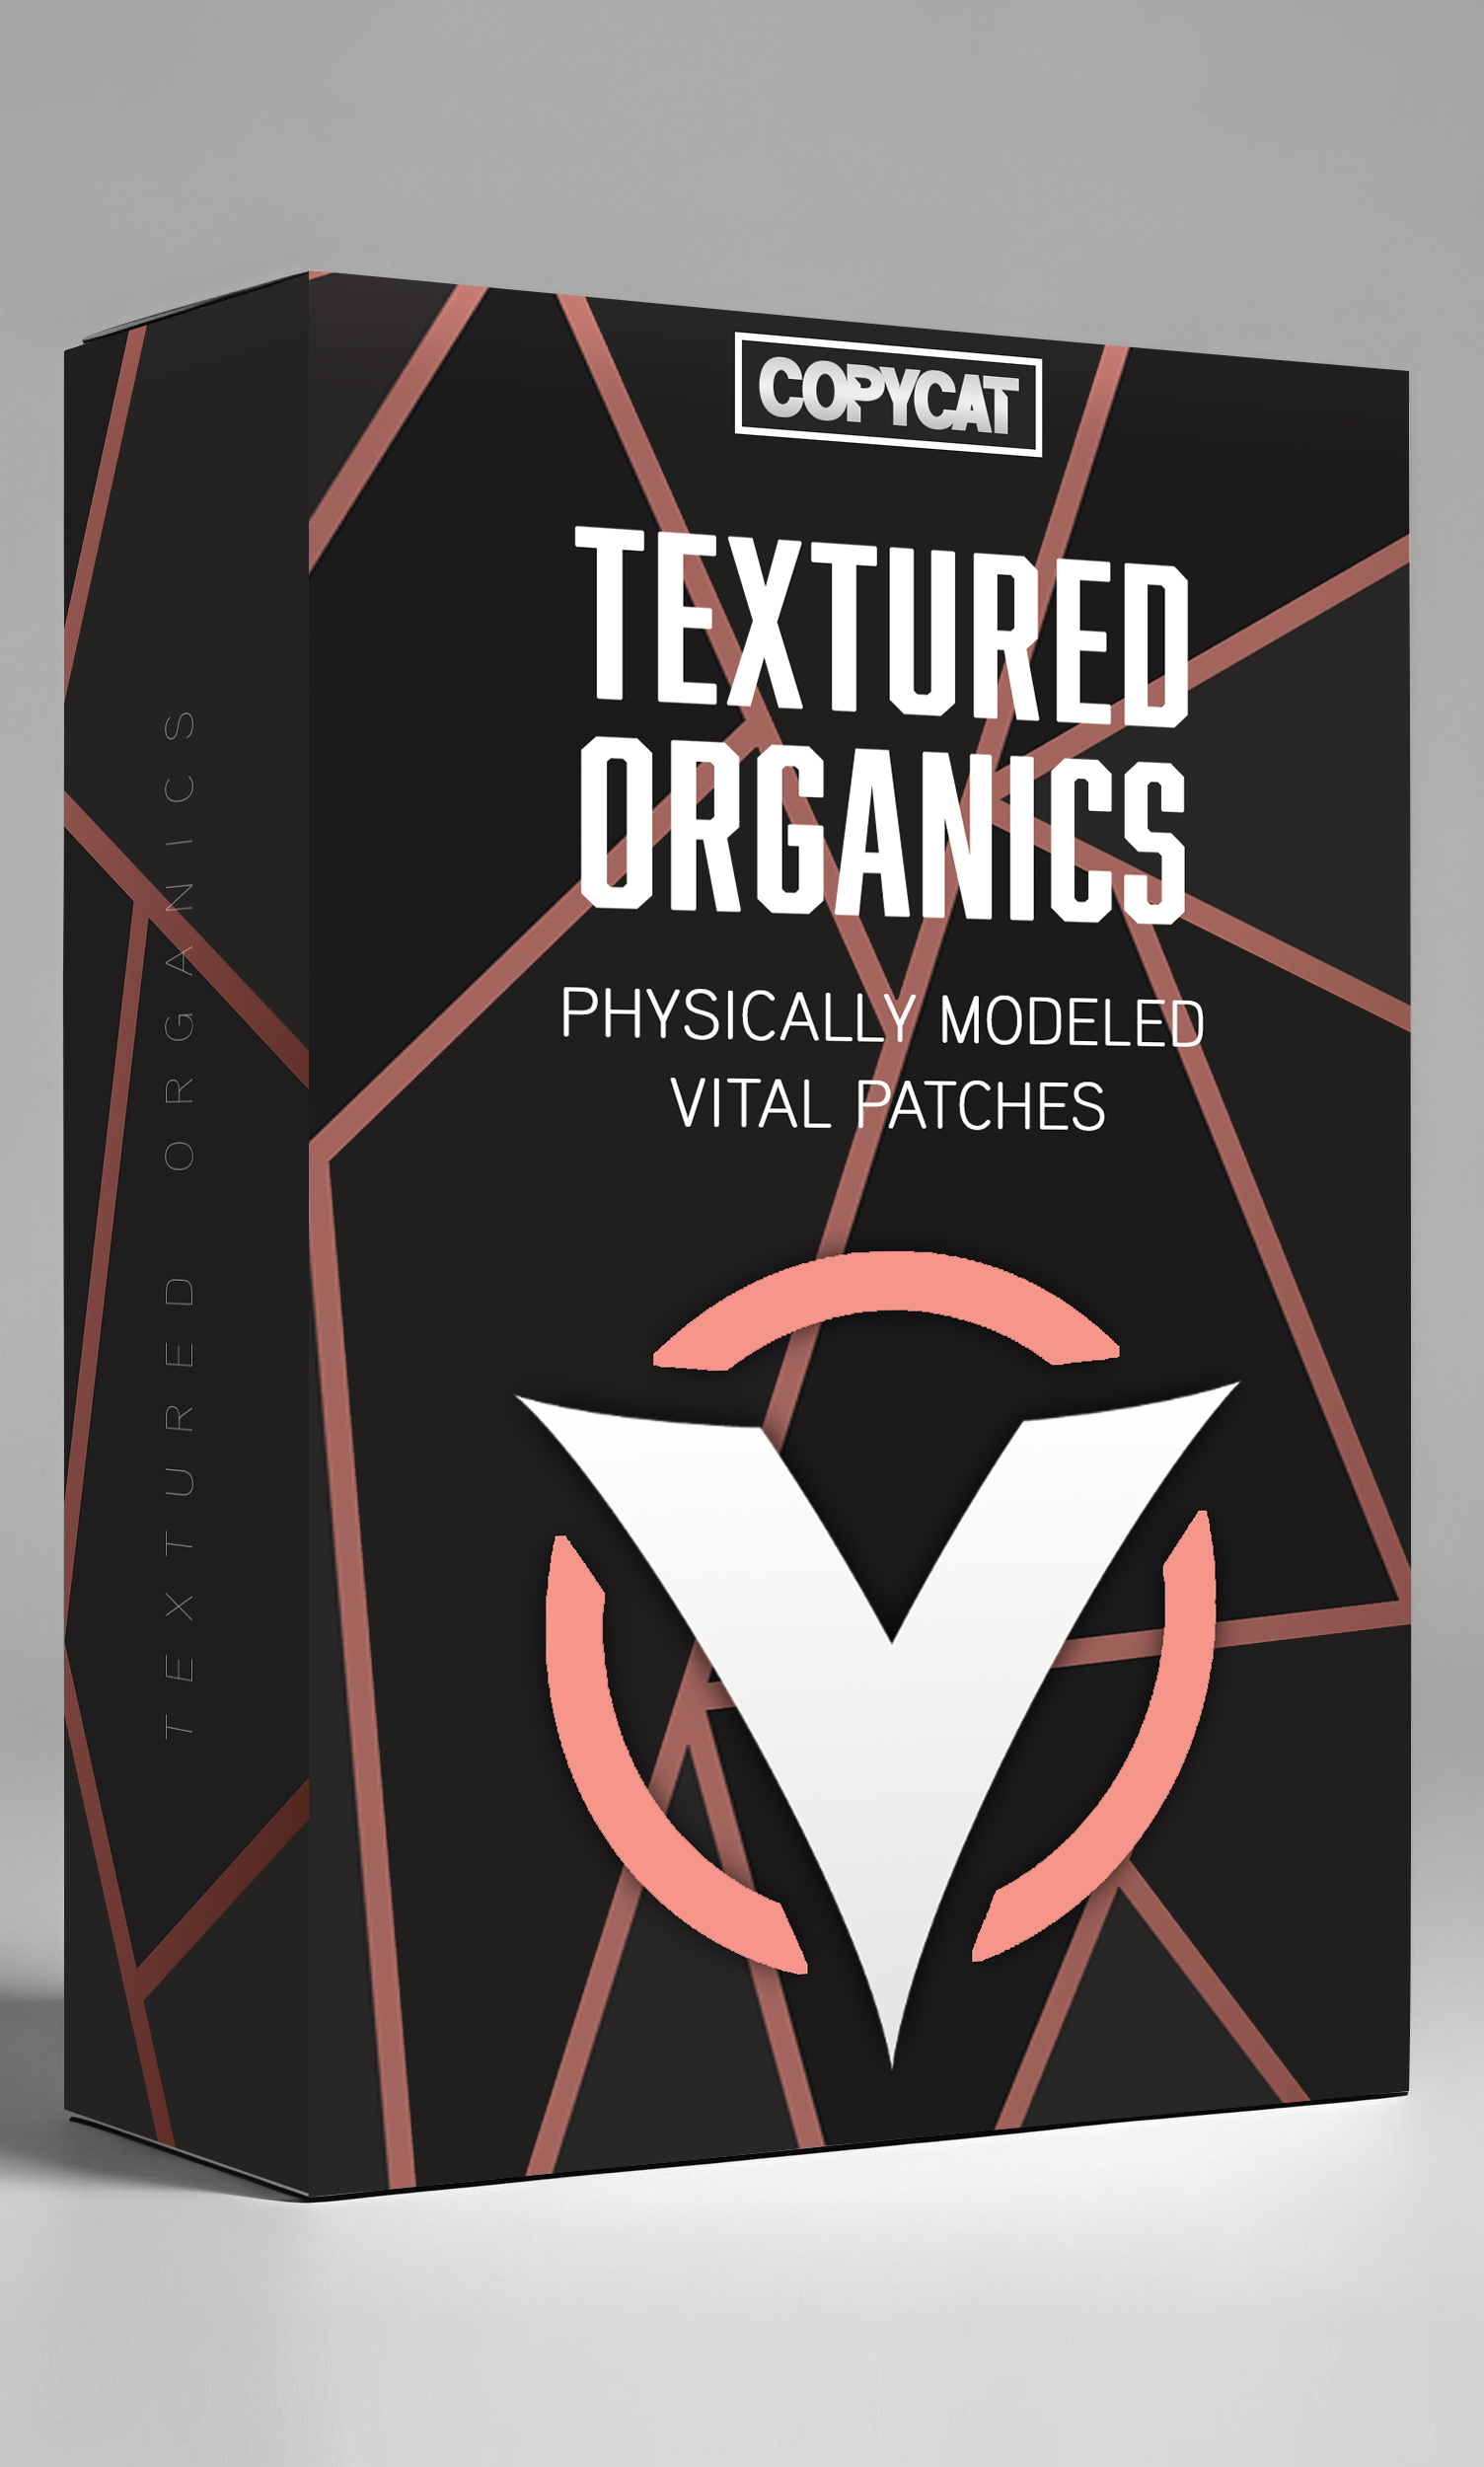 COPYCAT
TEXTURED
ORGANICS
PHYSICALLY MODELED
VITAL PATCHES
TEXTURED ORGANICS